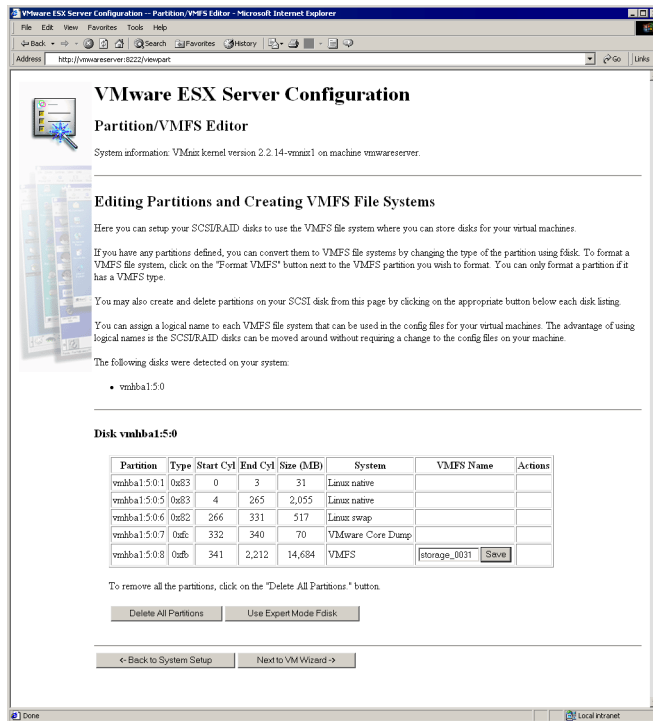 VMware ESX Server Configuration -- Partition/VMFS Editor - Microsoft Internet Explorer
File Edit View Favorites Tools Help
Back Search Favorites History
Address http://vmwareserver:8222/viewpart Go Links
VMware ESX Server Configuration
Partition/VMFS Editor
System information: VMnix kernel version 2.2.14-vmnix1 on machine vmwareserver.
Editing Partitions and Creating VMFS File Systems
Here you can setup your SCSI/RAID disks to use the VMFS file system where you can store disks for your virtual machines.
If you have any partitions defined, you can convert them to VMFS file systems by changing the type of the partition using fdisk. To format a
VMFS file system, click on the "Format VMFS" button next to the VMFS partition you wish to format. You can only format a partition if it
has a VMFS type.
You may also create and delete partitions on your SCSI disk from this page by clicking on the appropriate button below each disk listing.
You can assign a logical name to each VMFS file system that can be used in the config files for your virtual machines. The advantage of using
logical names is the SCSI/RAID disks can be moved around without requiring a change to the config files on your machine.
The following disks were detected on your system:
• vmhba1:5:0
Disk vmhba1:5:0
Partition Type Start Cyl End Cyl Size (MB) System VMFS Name Actions
vmhba1:5:0:1 0x83 0 3 31 Linux native
vmhba1:5:0:5 0x83 4 265 2,055 Linux native
vmhba1:5:0:6 0x82 266 331 517 Linux swap
vmhba1:5:0:7 0xfc 332 340 70 VMware Core Dump
vmhba1:5:0:8 0xfb 341 2,212 14,684 VMFS storage_0031 Save
To remove all the partitions, click on the "Delete All Partitions." button.
Delete All Partitions Use Expert Mode Fdisk
<- Back to System Setup Next to VM Wizard ->
Done Local intranet